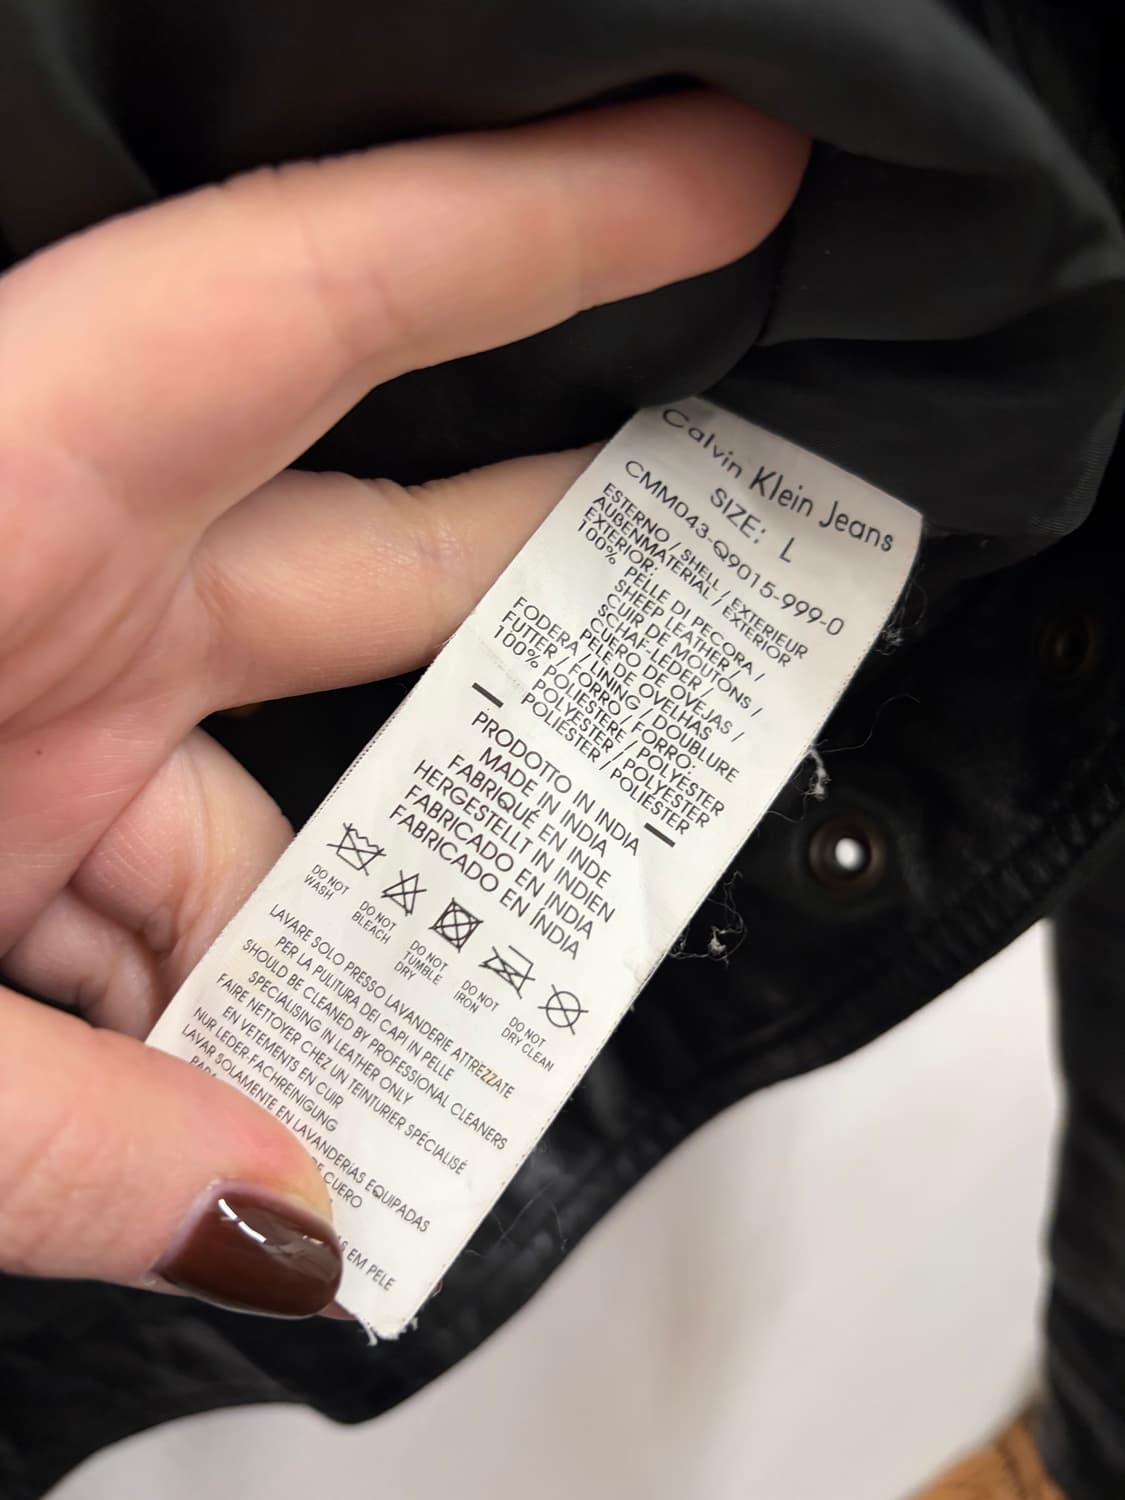 Calvin Klein Jeans
SIZE: L
CMM043-Q9015-999-0
ESTERNO / SHELL / EXTERIEUR
AUßENMATERIAL / EXTERIOR
EXTERIOR:
100% PELLE DI PECORA /
SHEEP LEATHER /
CUIR DE MOUTONS /
SCHAF-LEDER /
CUERO DE OVEJAS /
PELE DE OVELHAS
FODERA / LINING / DOUBLURE
FUTTER / FORRO / FORRO:
100% POLIESTERE / POLYESTER
POLYESTER / POLYESTER
POLIÉSTER / POLIESTER
PRODOTTO IN INDIA
MADE IN INDIA
FABRIQUÉ EN INDE
HERGESTELLT IN INDIEN
FABRICADO EN INDIA
FABRICADO EN ÍNDIA
DO NOT
WASH
DO NOT
BLEACH
DO NOT
TUMBLE
DRY
DO NOT
IRON
DO NOT
DRY CLEAN
LAVARE SOLO PRESSO LAVANDERIE ATTREZZATE
PER LA PULITURA DEI CAPI IN PELLE
SHOULD BE CLEANED BY PROFESSIONAL CLEANERS
SPECIALISING IN LEATHER ONLY
FAIRE NETTOYER CHEZ UN TEINTURIER SPÉCIALISÉ
EN VETEMENTS EN CUIR
NUR LEDER-FACHREINIGUNG
LAVAR SOLAMENTE EN LAVANDERíAS EQUIPADAS
CUERO
EM PELE